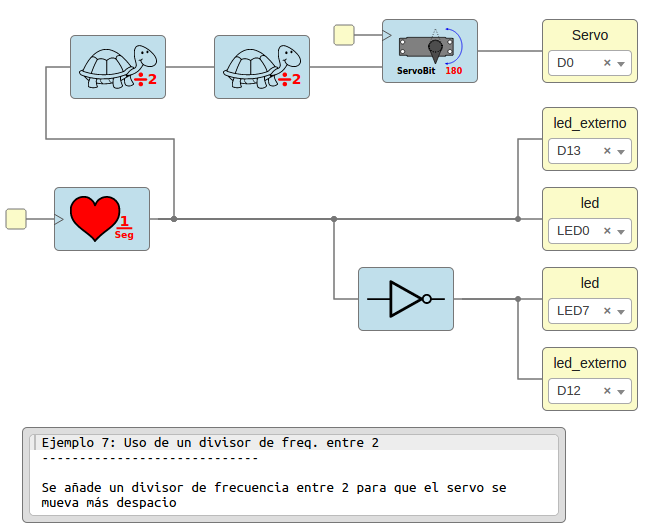 Servo
D0 ×
÷2
÷2
ServoBit 180
led_externo
D13 ×
led
LED0 ×
1
Seg
led
LED7 ×
led_externo
D12 ×
Ejemplo 7: Uso de un divisor de freq. entre 2
-----------------------------
Se añade un divisor de frecuencia entre 2 para que el servo se
mueva más despacio